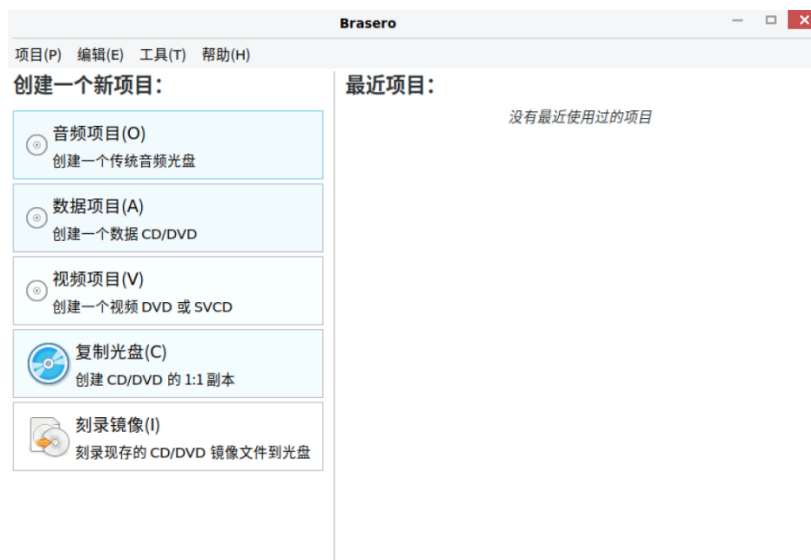 Brasero
项目(P) 编辑(E) 工具(T) 帮助(H)
创建一个新项目：
音频项目(O)
创建一个传统音频光盘
数据项目(A)
创建一个数据 CD/DVD
视频项目(V)
创建一个视频 DVD 或 SVCD
复制光盘(C)
创建 CD/DVD 的 1:1 副本
刻录镜像(I)
刻录现存的 CD/DVD 镜像文件到光盘
最近项目：
没有最近使用过的项目